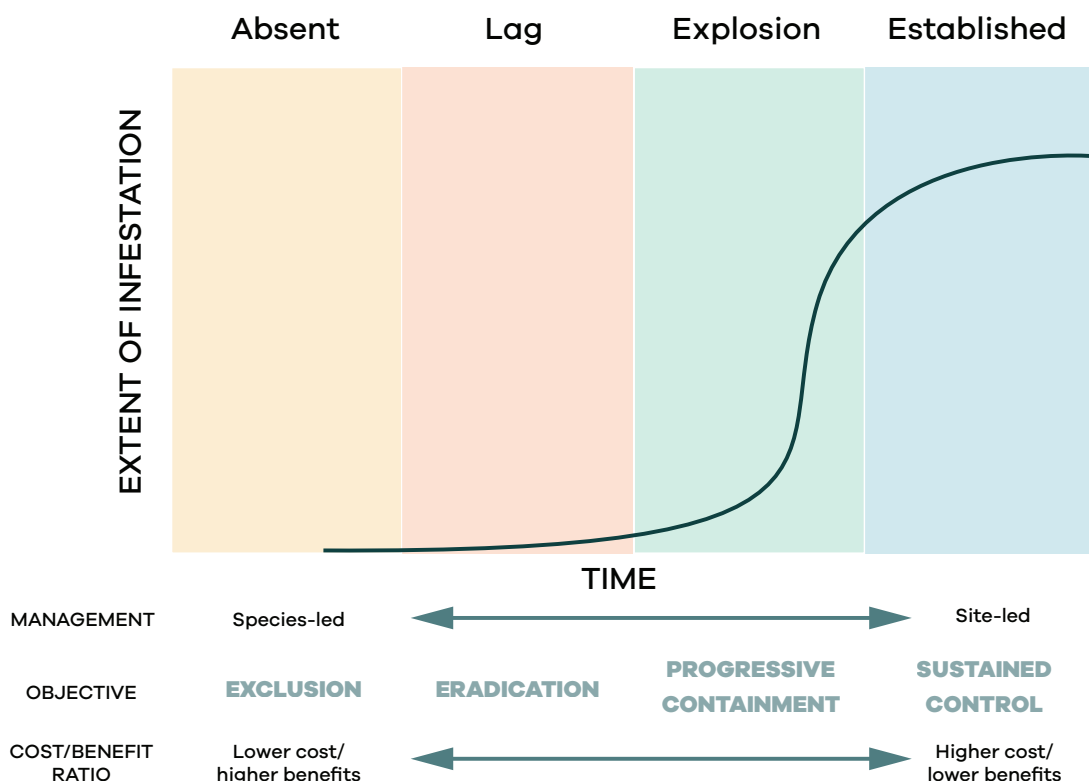 Absent
Lag
Explosion
Established
EXTENT OF INFESTATION
TIME
MANAGEMENT
Species-led
Site-led
OBJECTIVE
EXCLUSION
ERADICATION
PROGRESSIVE
CONTAINMENT
SUSTAINED
CONTROL
COST/BENEFIT
RATIO
Lower cost/
higher benefits
Higher cost/
lower benefits